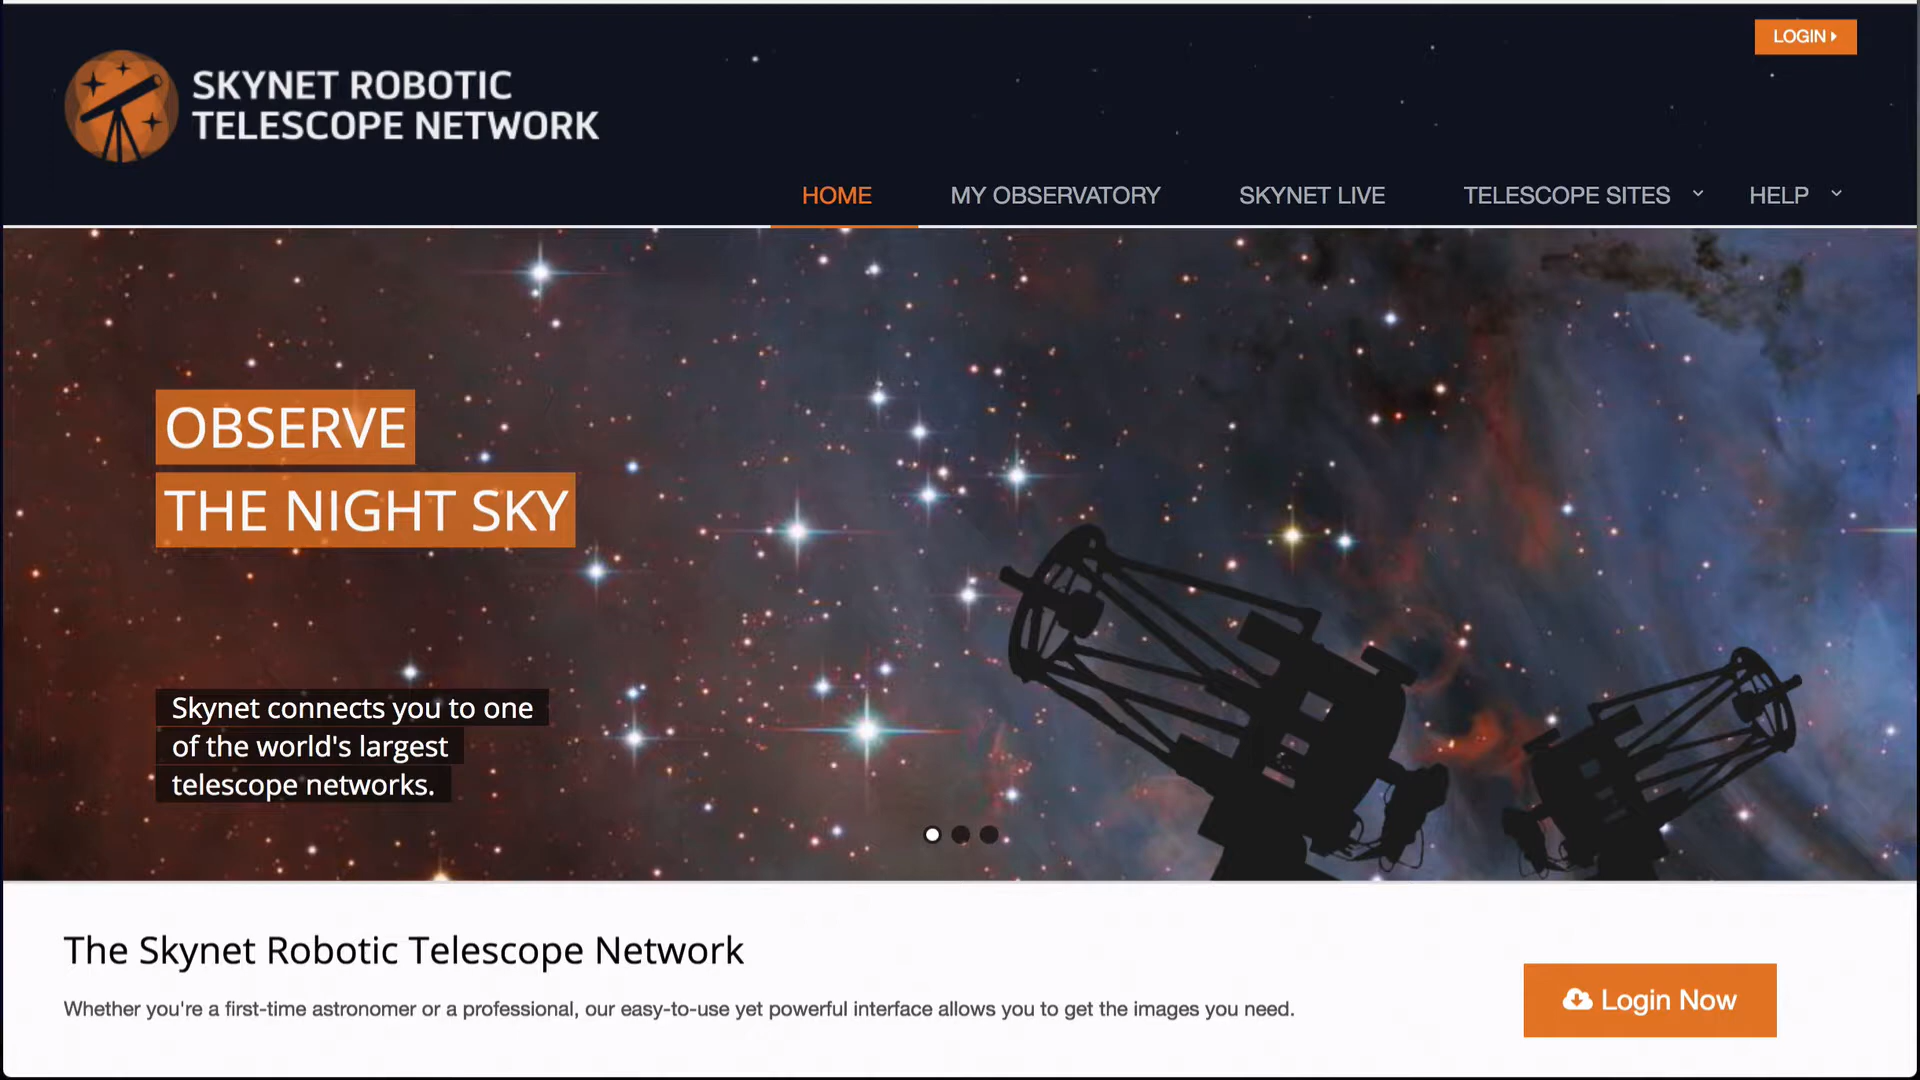 LOGIN
SKYNET ROBOTIC
TELESCOPE NETWORK
HOME MY OBSERVATORY SKYNET LIVE TELESCOPE SITES HELP
OBSERVE
THE NIGHT SKY
Skynet connects you to one
of the world's largest
telescope networks.
The Skynet Robotic Telescope Network
Whether you're a first-time astronomer or a professional, our easy-to-use yet powerful interface allows you to get the images you need.
Login Now